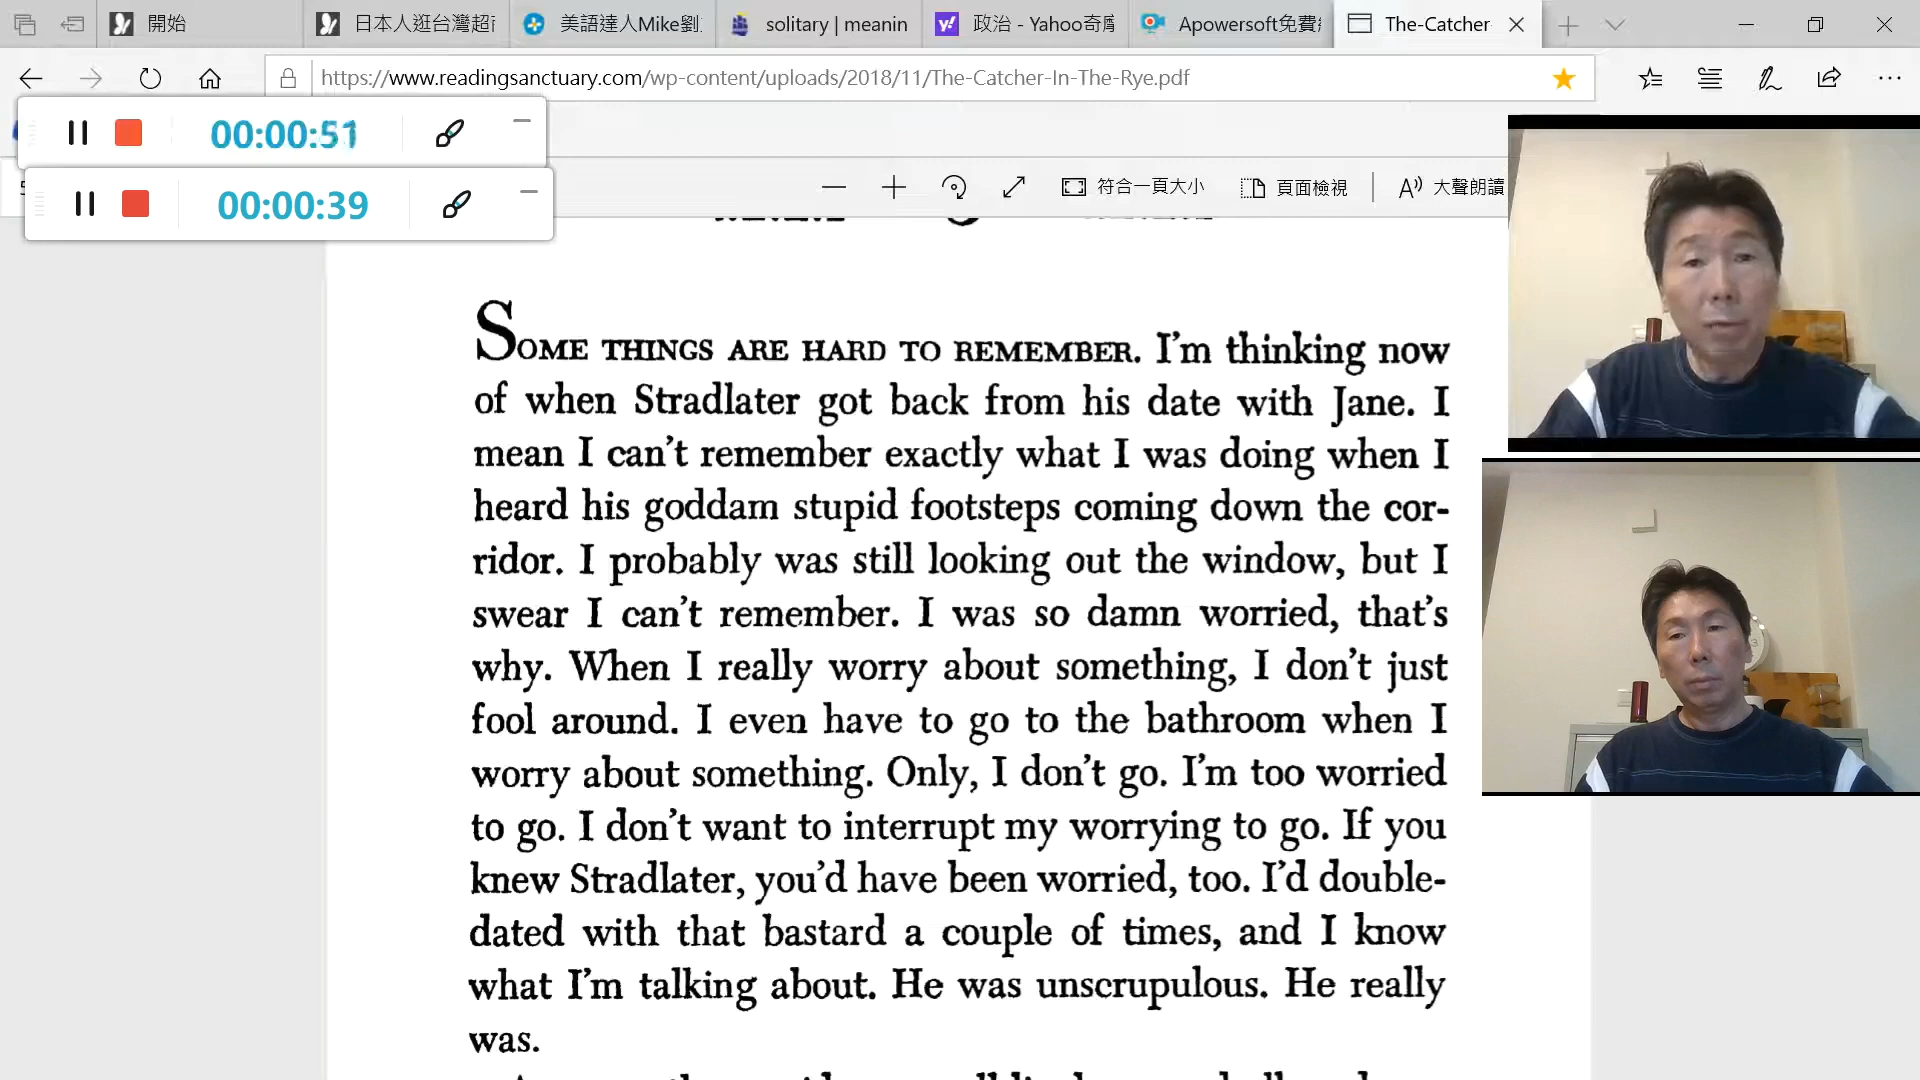 開始
日本人逛台灣超
美語達人Mike劉
solitary | meanin
政治 - Yahoo奇摩
Apowersoft免費
The-Catcher
https://www.readingsanctuary.com/wp-content/uploads/2018/11/The-Catcher-In-The-Rye.pdf
00:00:51
00:00:39
符合一頁大小
頁面檢視
大聲朗讀
SOME THINGS ARE HARD TO REMEMBER. I'm thinking now
of when Stradlater got back from his date with Jane. I
mean I can't remember exactly what I was doing when I
heard his goddam stupid footsteps coming down the cor-
ridor. I probably was still looking out the window, but I
swear I can't remember. I was so damn worried, that's
why. When I really worry about something, I don't just
fool around. I even have to go to the bathroom when I
worry about something. Only, I don't go. I'm too worried
to go. I don't want to interrupt my worrying to go. If you
knew Stradlater, you'd have been worried, too. I'd double-
dated with that bastard a couple of times, and I know
what I'm talking about. He was unscrupulous. He really
was.